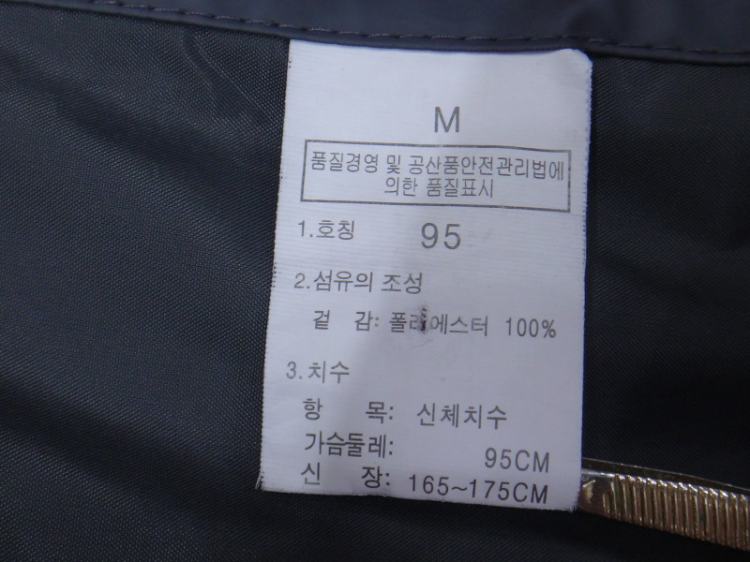 M
품질경영 및 공산품안전관리법에
의한 품질표시
1.호칭 95
2.섬유의 조성
겉 감: 폴리에스터 100%
3.치수
항 목: 신체치수
가슴둘레: 95CM
신 장: 165~175CM